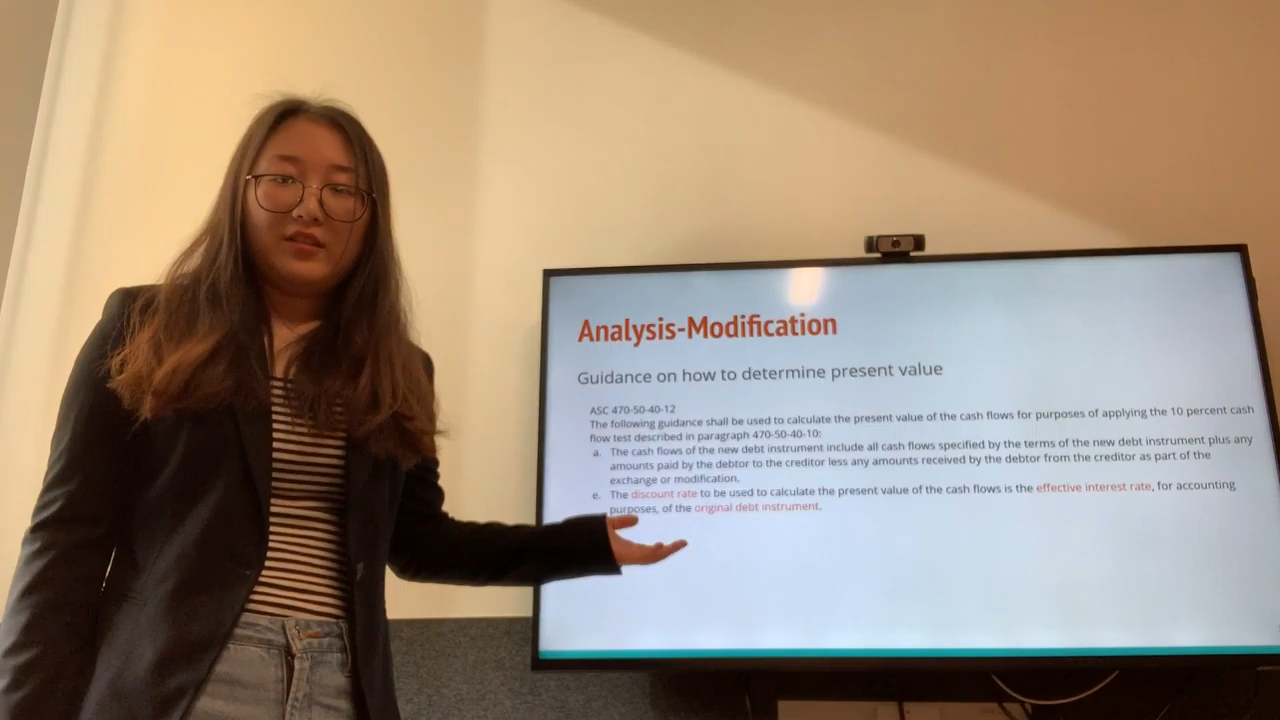 Analysis-Modification
Guidance on how to determine present value
ASC 470-50-40-12
The following guidance shall be used to calculate the present value of the cash flows for purposes of applying the 10 percent cash
flow test described in paragraph 470-50-40-10:
a. The cash flows of the new debt instrument include all cash flows specified by the terms of the new debt instrument plus any
amounts paid by the debtor to the creditor less any amounts received by the debtor from the creditor as part of the
exchange or modification.
e. The discount rate to be used to calculate the present value of the cash flows is the effective interest rate, for accounting
purposes, of the original debt instrument.